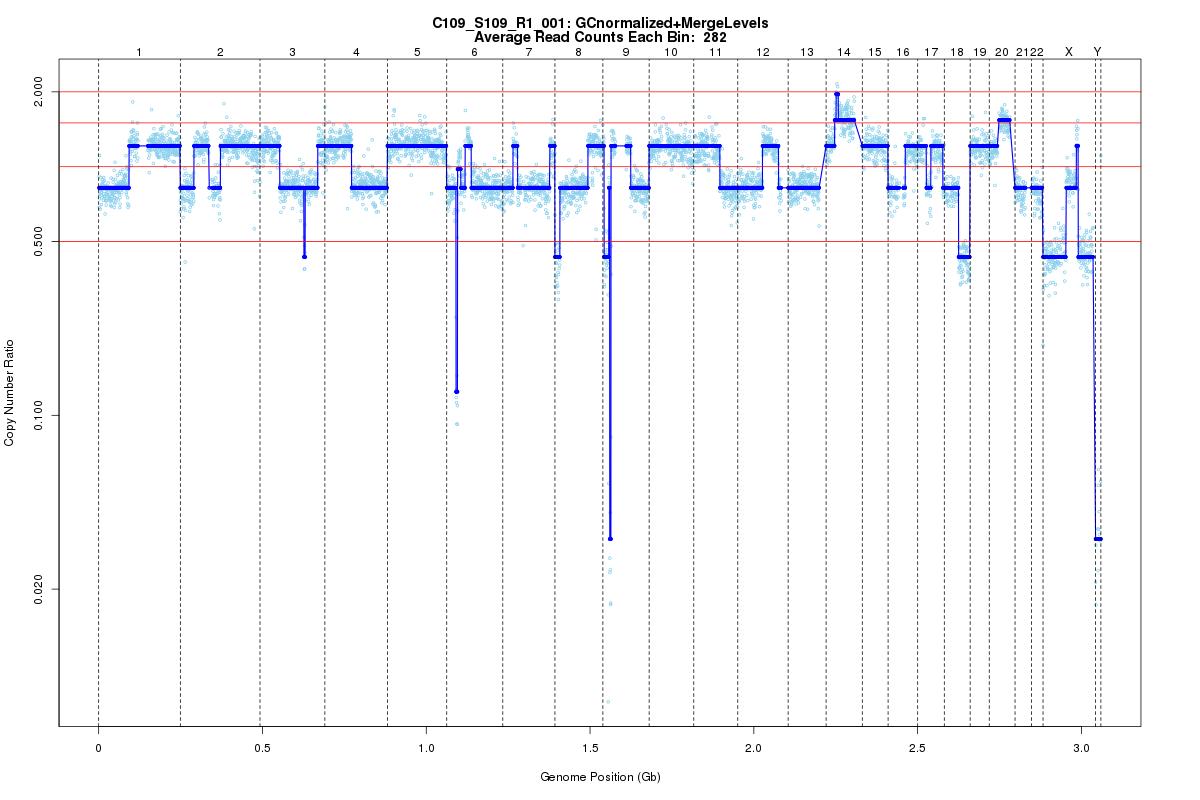 C109_S109_R1_001: GCnormalized+MergeLevels
Average Read Counts Each Bin: 282
1 2 3 4 5 6 7 8 9 10 11 12 13 14 15 16 17 18 19 20 21 22 X Y
2.000
0.500
0.100
0.020
Copy Number Ratio
0 0.5 1.0 1.5 2.0 2.5 3.0
Genome Position (Gb)